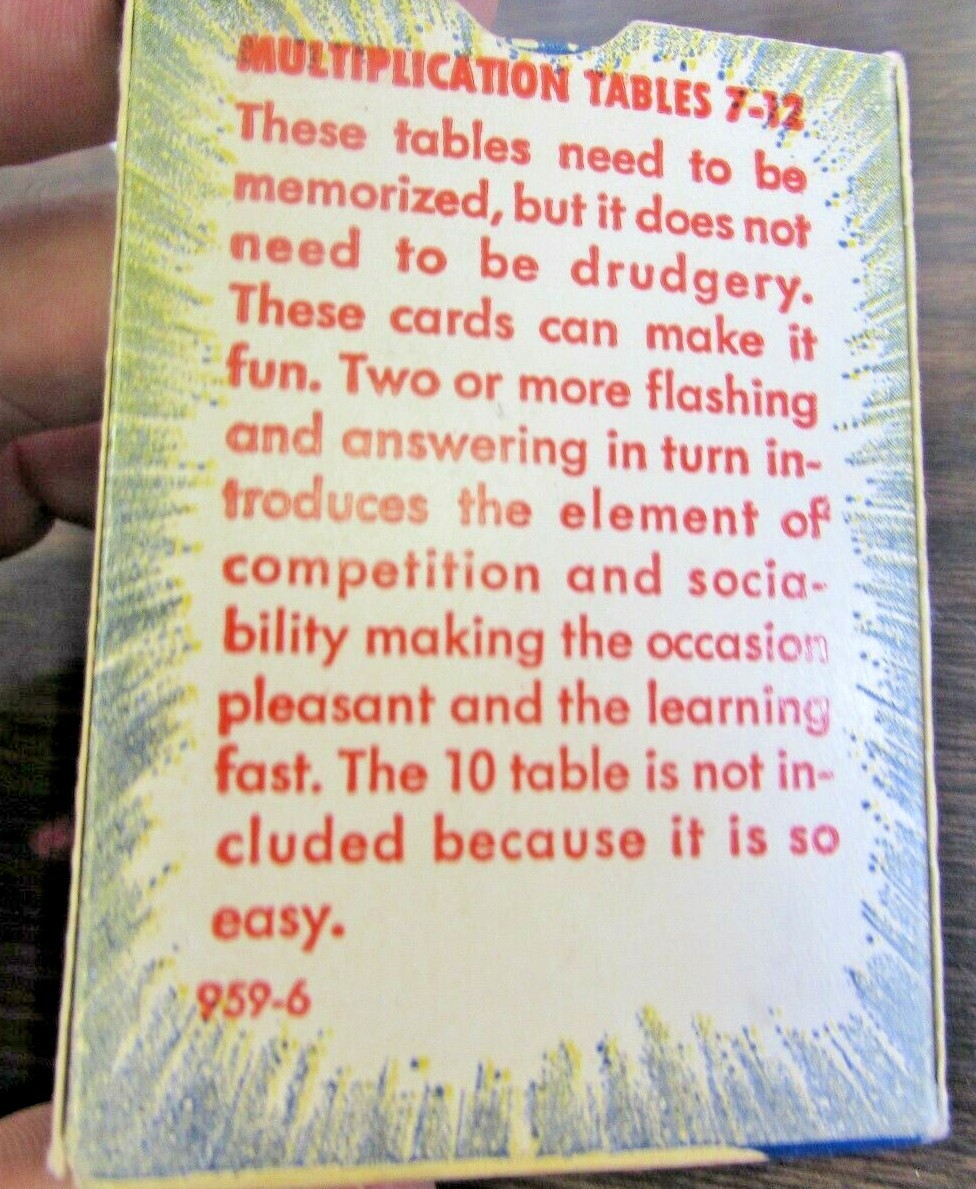 MULTIPLICATION TABLES 7-12
These tables need to be
memorized, but it does not
need to be drudgery.
These cards can make it
fun. Two or more flashing
and answering in turn in-
troduces the element of
competition and socia-
bility making the occasion
pleasant and the learning
fast. The 10 table is not in-
cluded because it is so
easy.
959-6